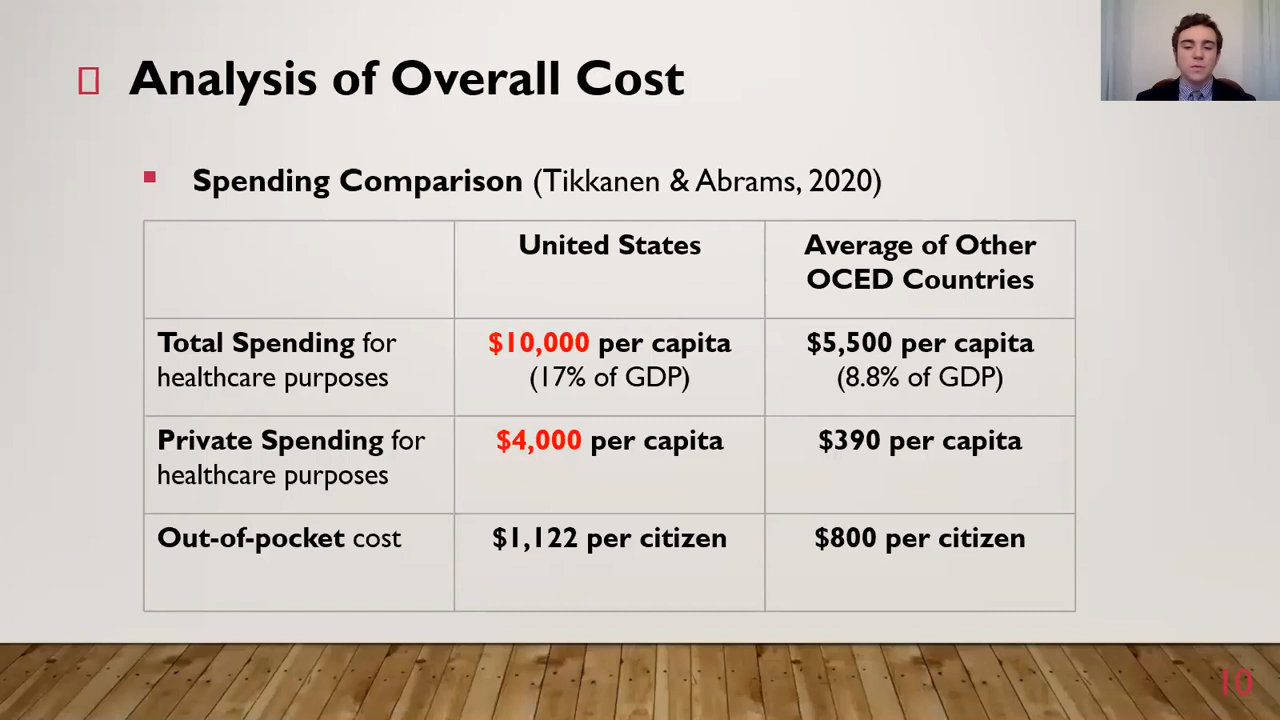 Analysis of Overall Cost
Spending Comparison (Tikkanen & Abrams, 2020)
United States
Average of Other
OCED Countries
Total Spending for
healthcare purposes
$10,000 per capita
(17% of GDP)
$5,500 per capita
(8.8% of GDP)
Private Spending for
healthcare purposes
$4,000 per capita
$390 per capita
Out-of-pocket cost
$1,122 per citizen
$800 per citizen
10